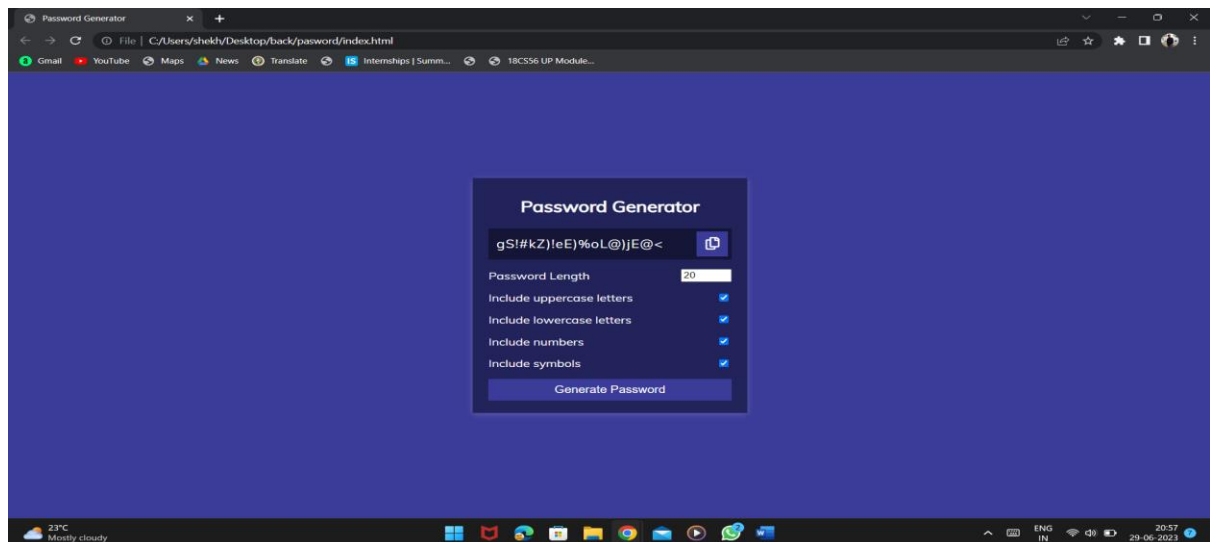 Password Generator
File | C:/Users/shekh/Desktop/back/pasword/index.html
Gmail YouTube Maps News Translate IS Internships | Summ... 18CS56 UP Module...
Password Generator
gS!#kZ)!eE)%oL@)jE@<
Password Length 20
Include uppercase letters
Include lowercase letters
Include numbers
Include symbols
Generate Password
23°C
Mostly cloudy
ENG
IN
20:57
29-06-2023